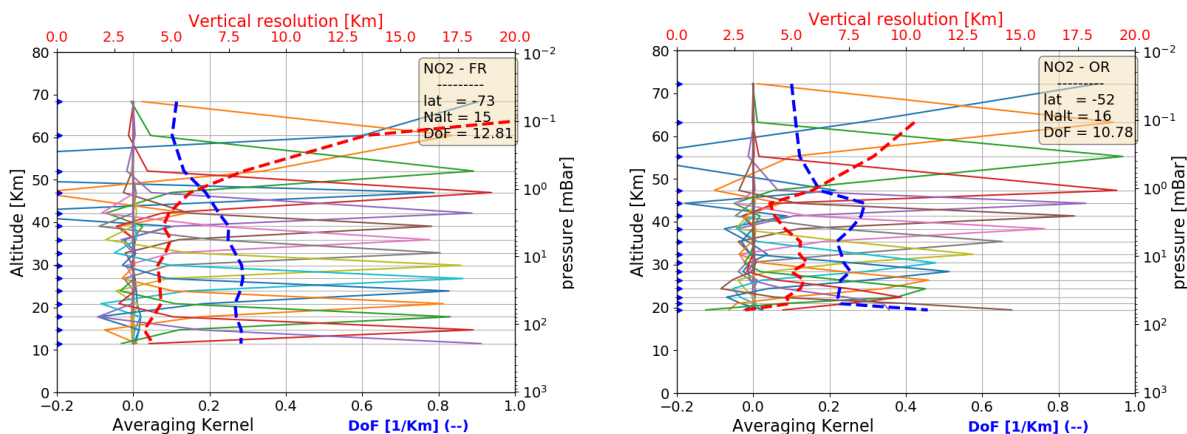 Vertical resolution [Km]
0.0 2.5 5.0 7.5 10.0 12.5 15.0 17.5 20.0
80
70
60
50
40
30
20
10
0
Altitude [Km]
NO2 - FR
----------
lat = -73
Nalt = 15
DoF = 12.81
10⁻²
10⁻¹
10⁰
10¹
10²
10³
pressure [mBar]
−0.2 0.0 0.2 0.4 0.6 0.8 1.0
Averaging Kernel DoF [1/Km] (--)
Vertical resolution [Km]
0.0 2.5 5.0 7.5 10.0 12.5 15.0 17.5 20.0
80
70
60
50
40
30
20
10
0
Altitude [Km]
NO2 - OR
----------
lat = -52
Nalt = 16
DoF = 10.78
10⁻²
10⁻¹
10⁰
10¹
10²
10³
pressure [mBar]
−0.2 0.0 0.2 0.4 0.6 0.8 1.0
Averaging Kernel DoF [1/Km] (--)